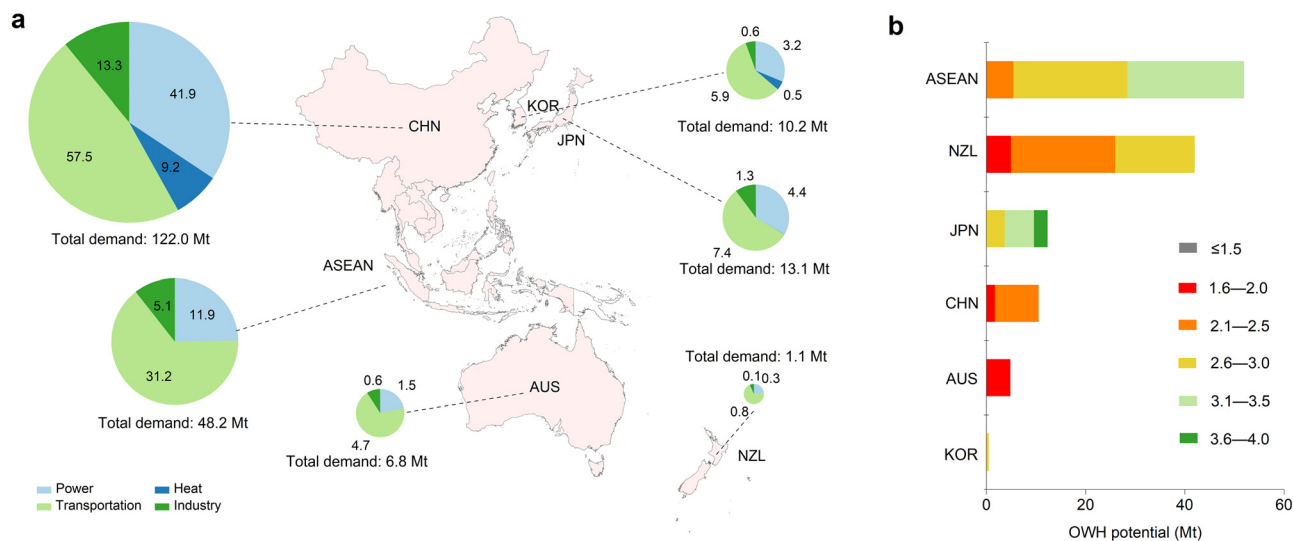 a
13.3
41.9
57.5
9.2
Total demand: 122.0 Mt
CHN
KOR
JPN
0.6
3.2
5.9
0.5
Total demand: 10.2 Mt
1.3
4.4
7.4
Total demand: 13.1 Mt
ASEAN
5.1
11.9
31.2
Total demand: 48.2 Mt
AUS
0.6
1.5
4.7
Total demand: 6.8 Mt
Total demand: 1.1 Mt
0.1
0.3
0.8
NZL
Power
Heat
Transportation
Industry
b
ASEAN
NZL
JPN
CHN
AUS
KOR
≤1.5
1.6—2.0
2.1—2.5
2.6—3.0
3.1—3.5
3.6—4.0
0
20
40
60
OWH potential (Mt)